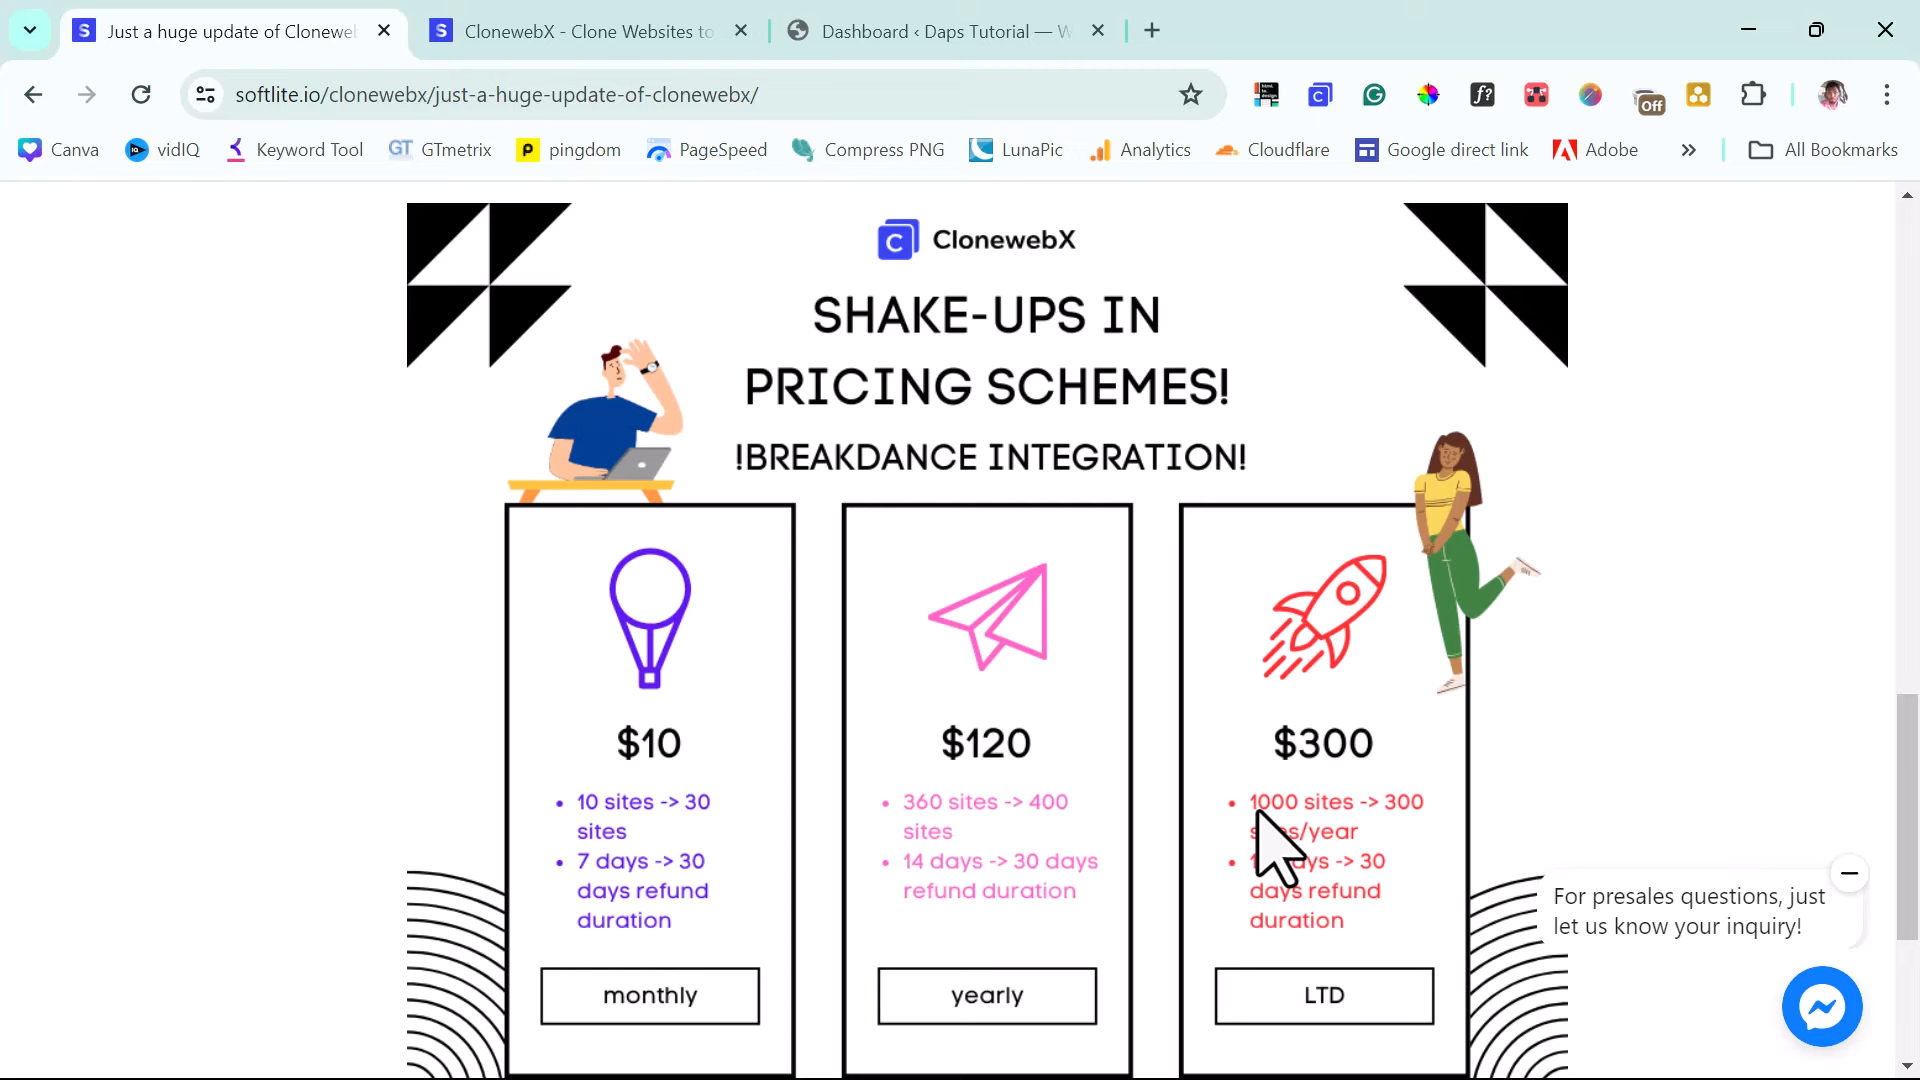 Just a huge update of Clonewe
ClonewebX - Clone Websites to
Dashboard ‹ Daps Tutorial — W
softlite.io/clonewebx/just-a-huge-update-of-clonewebx/
Off
Canva
vidIQ
Keyword Tool
GTmetrix
pingdom
PageSpeed
Compress PNG
LunaPic
Analytics
Cloudflare
Google direct link
Adobe
All Bookmarks
ClonewebX
SHAKE-UPS IN
PRICING SCHEMES!
!BREAKDANCE INTEGRATION!
$10
• 10 sites -> 30
sites
• 7 days -> 30
days refund
duration
monthly
$120
• 360 sites -> 400
sites
• 14 days -> 30 days
refund duration
yearly
$300
• 1000 sites -> 300
/year
• -> 30
days refund
duration
LTD
For presales questions, just
let us know your inquiry!